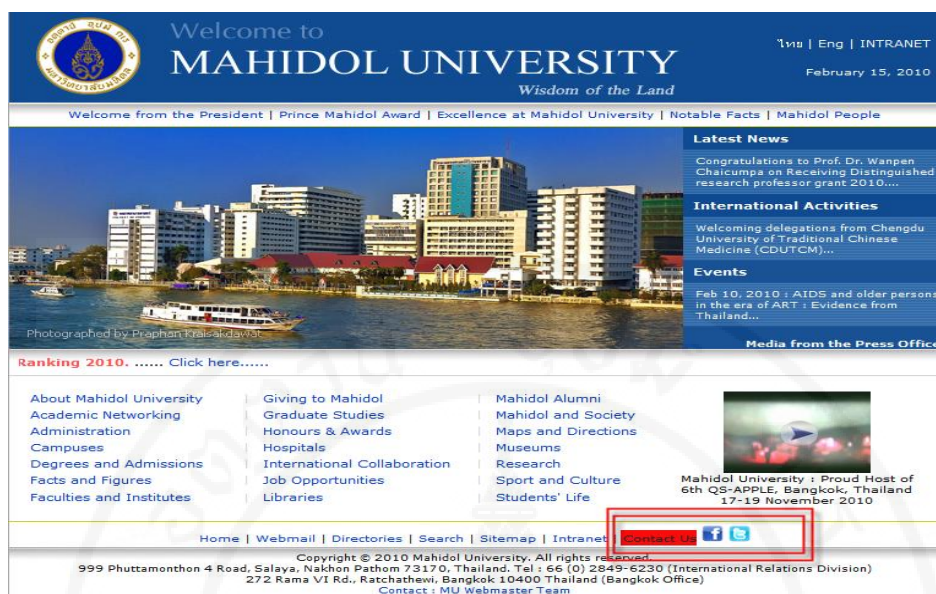 Welcome to
MAHIDOL UNIVERSITY
Wisdom of the Land
ไทย | Eng | INTRANET
February 15, 2010
Welcome from the President | Prince Mahidol Award | Excellence at Mahidol University | Notable Facts | Mahidol People
Latest News
Congratulations to Prof. Dr. Wanpen
Chaicumpa on Receiving Distinguished
research professor grant 2010....
International Activities
Welcoming delegations from Chengdu
University of Traditional Chinese
Medicine (CDUTCM)...
Events
Feb 10, 2010 : AIDS and older persons
in the era of ART : Evidence from
Thailand...
Media from the Press Office
Photographed by Praphan Kraisakdawat
Ranking 2010. ...... Click here......
About Mahidol University
Academic Networking
Administration
Campuses
Degrees and Admissions
Facts and Figures
Faculties and Institutes
Giving to Mahidol
Graduate Studies
Honours & Awards
Hospitals
International Collaboration
Job Opportunities
Libraries
Mahidol Alumni
Mahidol and Society
Maps and Directions
Museums
Research
Sport and Culture
Students' Life
Mahidol University : Proud Host of
6th QS-APPLE, Bangkok, Thailand
17-19 November 2010
Home | Webmail | Directories | Search | Sitemap | Intranet | Contact Us
Copyright © 2010 Mahidol University. All rights reserved.
999 Phuttamonthon 4 Road, Salaya, Nakhon Pathom 73170, Thailand. Tel : 66 (0) 2849-6230 (International Relations Division)
272 Rama VI Rd., Ratchathewi, Bangkok 10400 Thailand (Bangkok Office)
Contact : MU Webmaster Team